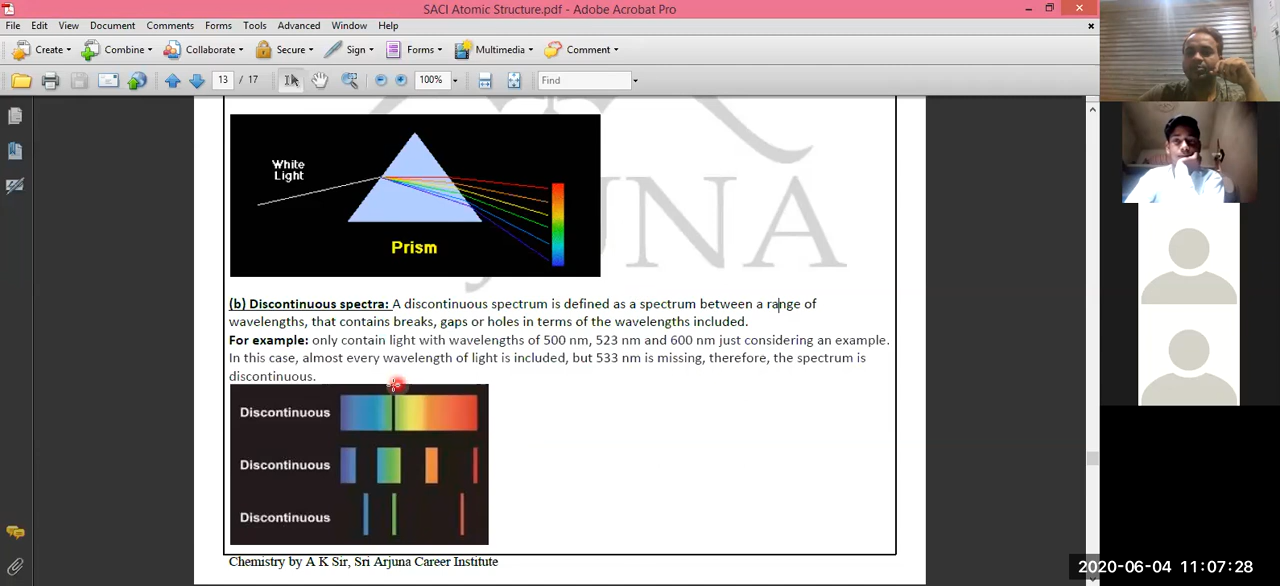 SACI Atomic Structure.pdf - Adobe Acrobat Pro
File Edit View Document Comments Forms Tools Advanced Window Help
Create Combine Collaborate Secure Sign Forms Multimedia Comment
13 / 17 100% Find
White
Light
Prism
JUNA
(b) Discontinuous spectra: A discontinuous spectrum is defined as a spectrum between a range of
wavelengths, that contains breaks, gaps or holes in terms of the wavelengths included.
For example: only contain light with wavelengths of 500 nm, 523 nm and 600 nm just considering an example.
In this case, almost every wavelength of light is included, but 533 nm is missing, therefore, the spectrum is
discontinuous.
Discontinuous
Discontinuous
Discontinuous
Chemistry by A K Sir, Sri Arjuna Career Institute
2020-06-04 11:07:28